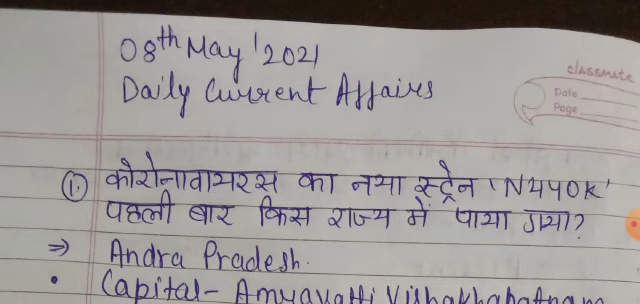 08th May'2021
Daily Current Affairs
classmate
Date
Page
① कोरोनावायरस का नया स्ट्रेन 'N440K'
पहली बार किस राज्य में पाया गया?
⇒ Andra Pradesh.
• Capital - Amravati Vishakhapatnam